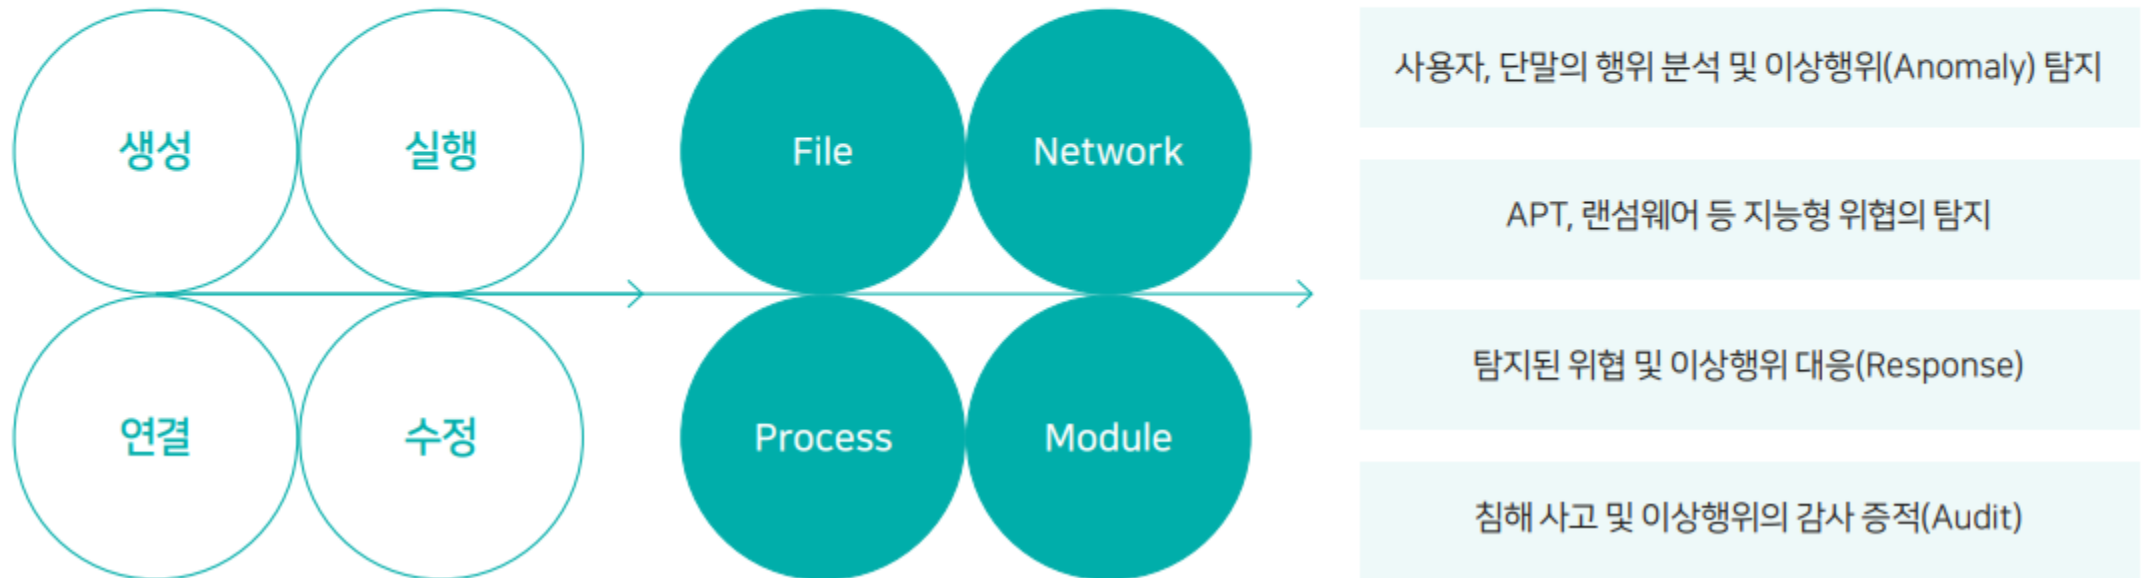 생성
실행
연결
수정
File
Network
Process
Module
사용자, 단말의 행위 분석 및 이상행위(Anomaly) 탐지
APT, 랜섬웨어 등 지능형 위협의 탐지
탐지된 위협 및 이상행위 대응(Response)
침해 사고 및 이상행위의 감사 증적(Audit)